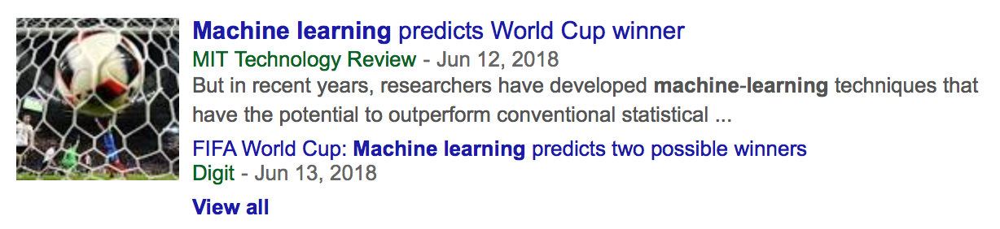 Machine learning predicts World Cup winner
MIT Technology Review - Jun 12, 2018
But in recent years, researchers have developed machine-learning techniques that
have the potential to outperform conventional statistical ...
FIFA World Cup: Machine learning predicts two possible winners
Digit - Jun 13, 2018
View all